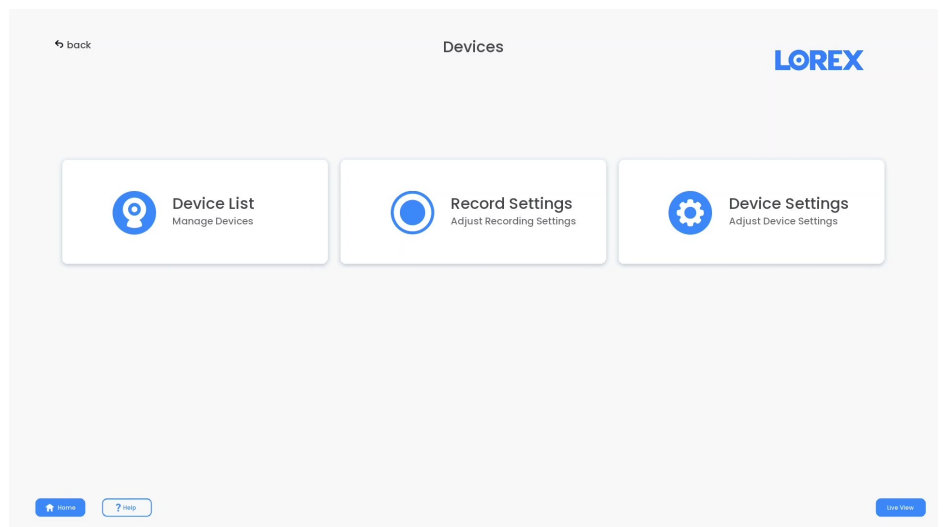 back
Devices
LOREX
Device List
Manage Devices
Record Settings
Adjust Recording Settings
Device Settings
Adjust Device Settings
Home
? Help
Live View